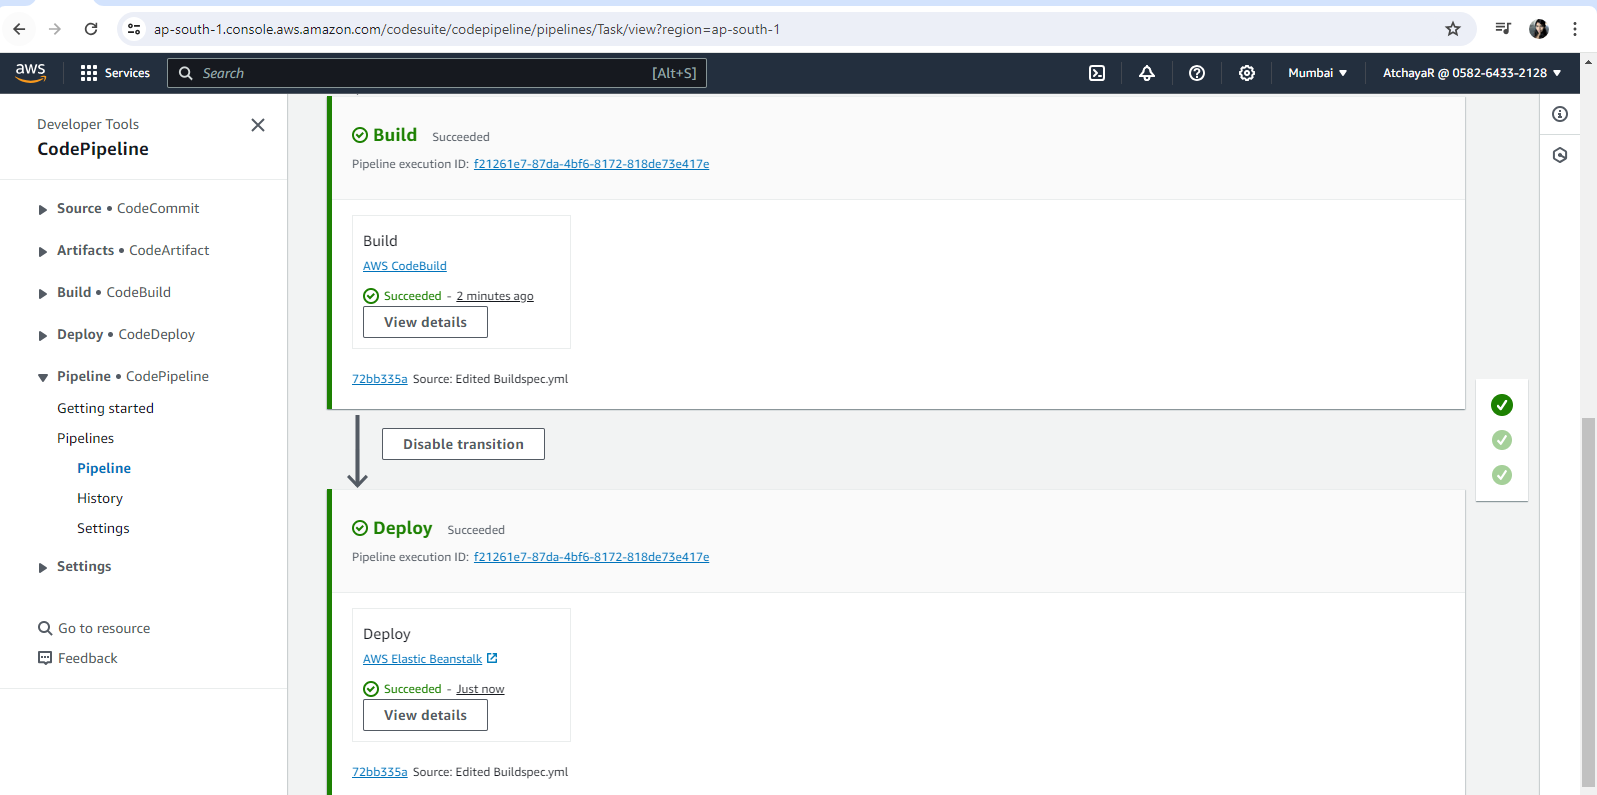 ap-south-1.console.aws.amazon.com/codesuite/codepipeline/pipelines/Task/view?region=ap-south-1
aws
Services
Search
[Alt+S]
Mumbai
AtchayaR @ 0582-6433-2128
Developer Tools
CodePipeline
Source • CodeCommit
Artifacts • CodeArtifact
Build • CodeBuild
Deploy • CodeDeploy
Pipeline • CodePipeline
Getting started
Pipelines
Pipeline
History
Settings
Settings
Go to resource
Feedback
Build Succeeded
Pipeline execution ID: f21261e7-87da-4bf6-8172-818de73e417e
Build
AWS CodeBuild
Succeeded - 2 minutes ago
View details
72bb335a Source: Edited Buildspec.yml
Disable transition
Deploy Succeeded
Pipeline execution ID: f21261e7-87da-4bf6-8172-818de73e417e
Deploy
AWS Elastic Beanstalk
Succeeded - Just now
View details
72bb335a Source: Edited Buildspec.yml